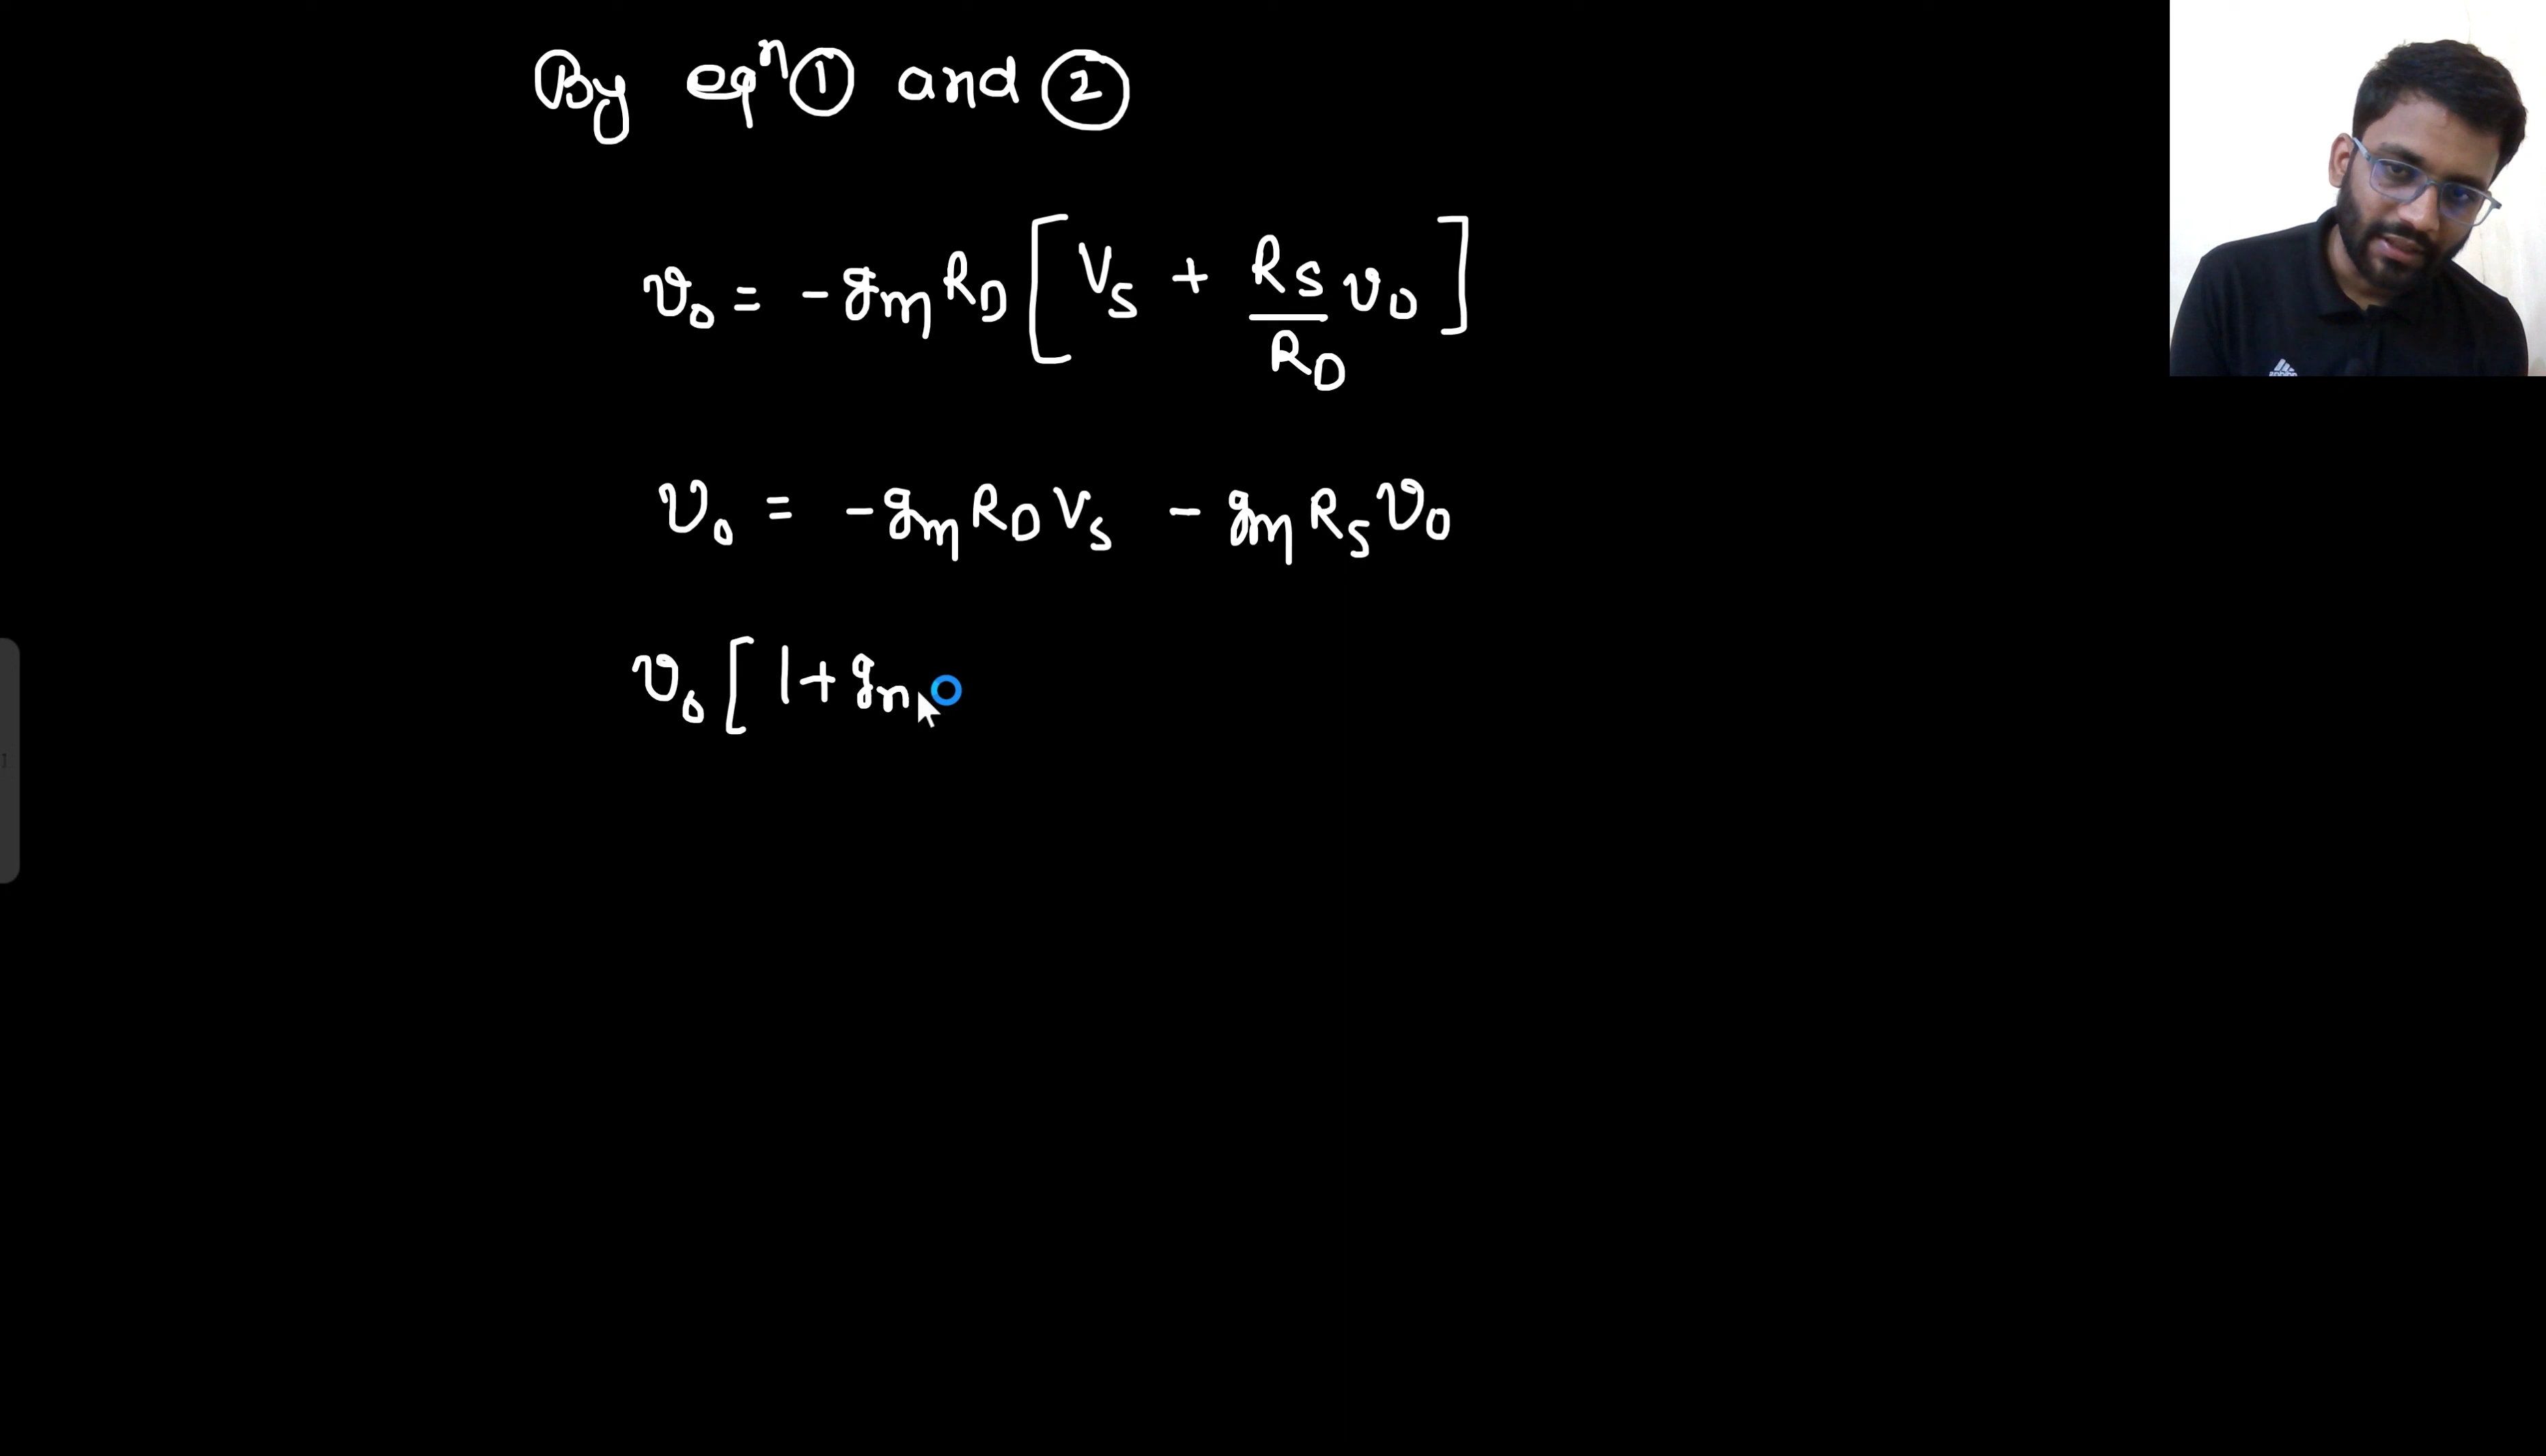 By eqⁿ ① and ②
v₀ = -gm RD [ Vs + RS/RD v₀ ]
v₀ = -gm RD Vs - gm Rs v₀
v₀ [ 1 + gm